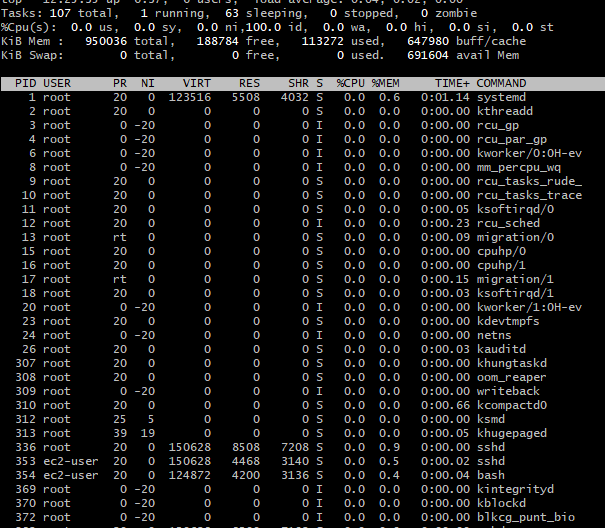 Tasks: 107 total, 1 running, 63 sleeping, 0 stopped, 0 zombie
%Cpu(s): 0.0 us, 0.0 sy, 0.0 ni,100.0 id, 0.0 wa, 0.0 hi, 0.0 si, 0.0 st
KiB Mem : 950036 total, 188784 free, 113272 used, 647980 buff/cache
KiB Swap: 0 total, 0 free, 0 used. 691604 avail Mem
PID USER PR NI VIRT RES SHR S %CPU %MEM TIME+ COMMAND
1 root 20 0 123516 5508 4032 S 0.0 0.6 0:01.14 systemd
2 root 20 0 0 0 0 S 0.0 0.0 0:00.00 kthreadd
3 root 0 -20 0 0 0 I 0.0 0.0 0:00.00 rcu_gp
4 root 0 -20 0 0 0 I 0.0 0.0 0:00.00 rcu_par_gp
6 root 0 -20 0 0 0 I 0.0 0.0 0:00.00 kworker/0:0H-ev
8 root 0 -20 0 0 0 I 0.0 0.0 0:00.00 mm_percpu_wq
9 root 20 0 0 0 0 S 0.0 0.0 0:00.00 rcu_tasks_rude_
10 root 20 0 0 0 0 S 0.0 0.0 0:00.00 rcu_tasks_trace
11 root 20 0 0 0 0 S 0.0 0.0 0:00.05 ksoftirqd/0
12 root 20 0 0 0 0 I 0.0 0.0 0:00.23 rcu_sched
13 root rt 0 0 0 0 S 0.0 0.0 0:00.09 migration/0
15 root 20 0 0 0 0 S 0.0 0.0 0:00.00 cpuhp/0
16 root 20 0 0 0 0 S 0.0 0.0 0:00.00 cpuhp/1
17 root rt 0 0 0 0 S 0.0 0.0 0:00.15 migration/1
18 root 20 0 0 0 0 S 0.0 0.0 0:00.03 ksoftirqd/1
20 root 0 -20 0 0 0 I 0.0 0.0 0:00.00 kworker/1:0H-ev
23 root 20 0 0 0 0 S 0.0 0.0 0:00.00 kdevtmpfs
24 root 0 -20 0 0 0 I 0.0 0.0 0:00.00 netns
26 root 20 0 0 0 0 S 0.0 0.0 0:00.03 kauditd
307 root 20 0 0 0 0 S 0.0 0.0 0:00.00 khungtaskd
308 root 20 0 0 0 0 S 0.0 0.0 0:00.00 oom_reaper
309 root 0 -20 0 0 0 I 0.0 0.0 0:00.00 writeback
310 root 20 0 0 0 0 S 0.0 0.0 0:00.66 kcompactd0
312 root 25 5 0 0 0 S 0.0 0.0 0:00.00 ksmd
313 root 39 19 0 0 0 S 0.0 0.0 0:00.05 khugepaged
336 root 20 0 150628 8508 7208 S 0.0 0.9 0:00.00 sshd
353 ec2-user 20 0 150628 4468 3140 S 0.0 0.5 0:00.02 sshd
354 ec2-user 20 0 124872 4200 3136 S 0.0 0.4 0:00.04 bash
369 root 0 -20 0 0 0 I 0.0 0.0 0:00.00 kintegrityd
370 root 0 -20 0 0 0 I 0.0 0.0 0:00.00 kblockd
372 root 0 -20 0 0 0 I 0.0 0.0 0:00.00 blkcg_punt_bio